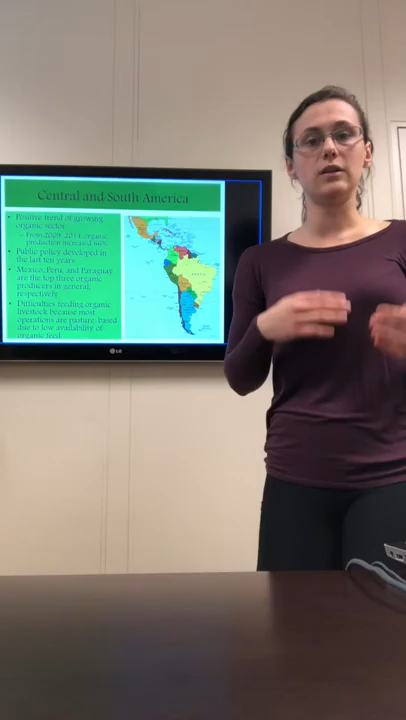 Central and South America
• Positive trend of growing
organic sector
– From 2009-2014, organic
production increased 64%
• Public policy developed in
the last ten years
• Mexico, Peru, and Paraguay
are the top three organic
producers in general,
respectively
• Difficulties feeding organic
livestock because most
operations are pasture-based
due to low availability of
organic feed
LG